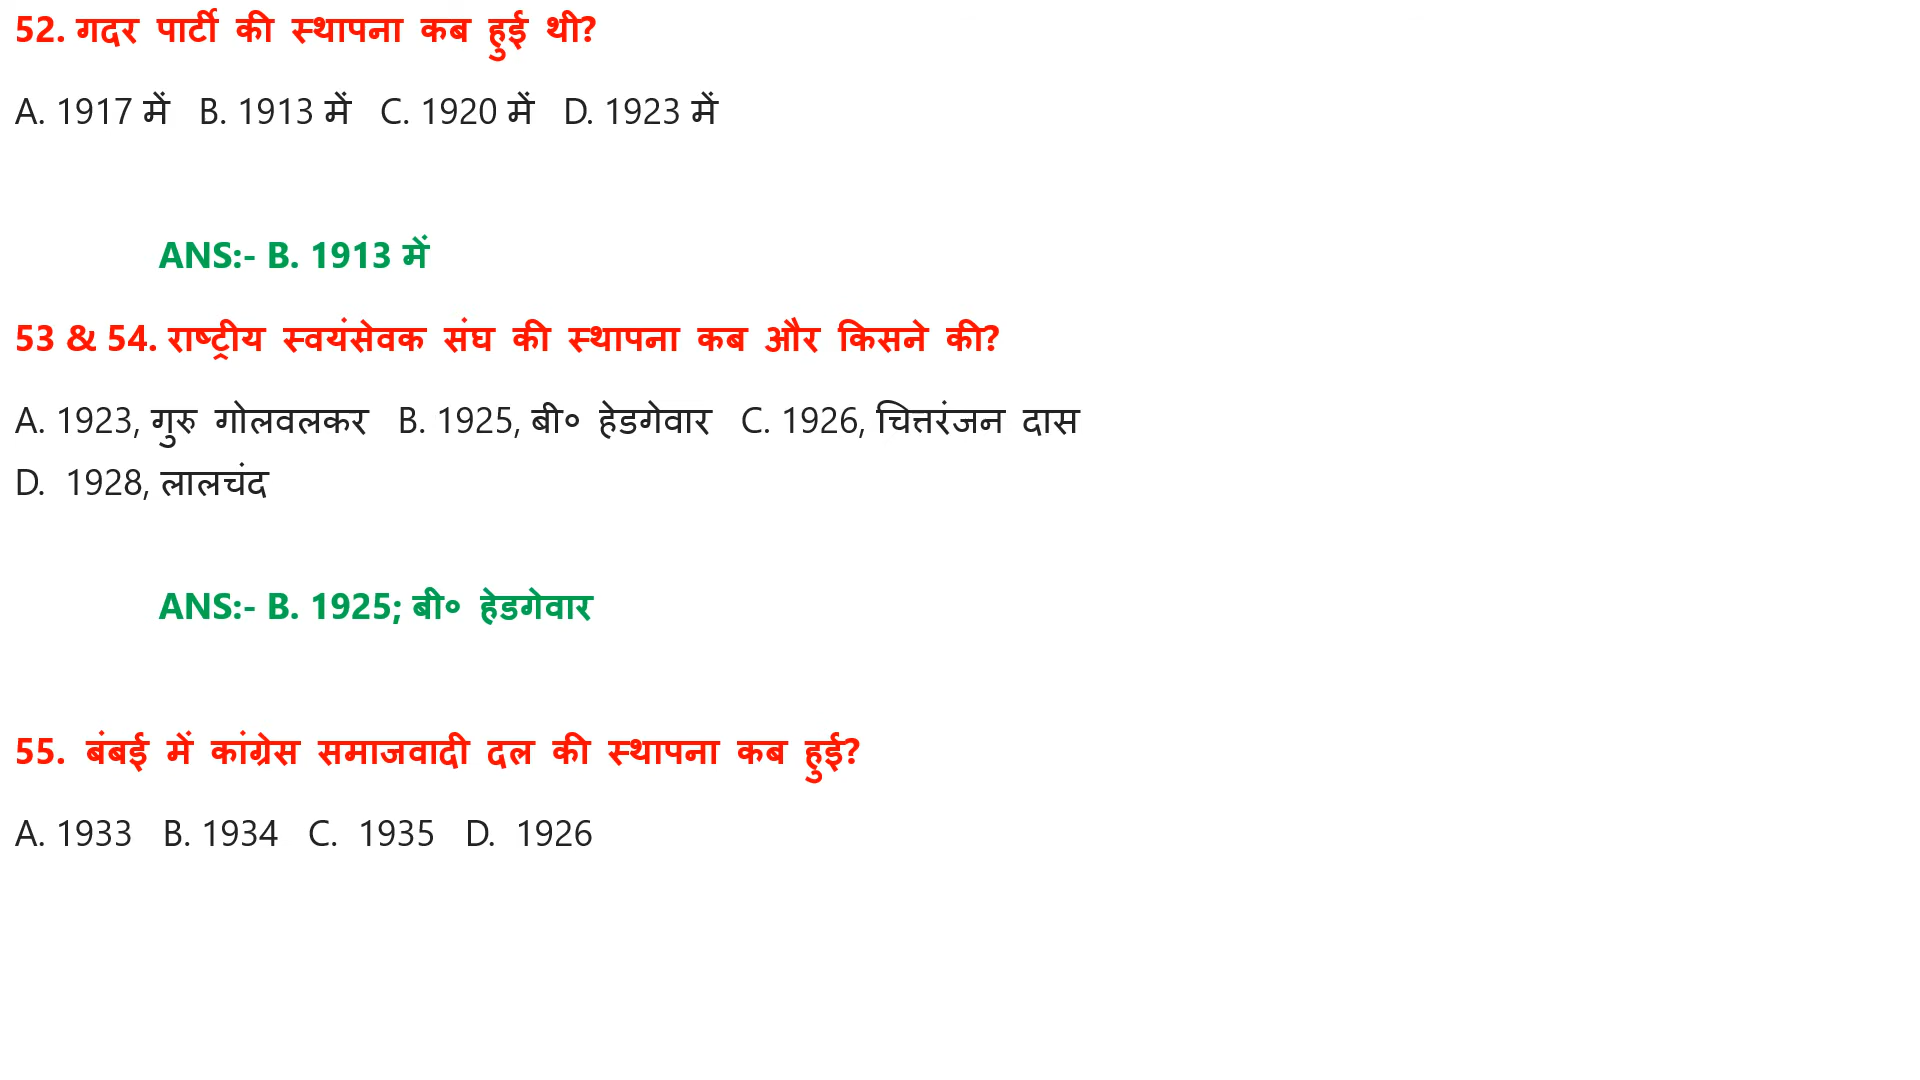 52. गदर पार्टी की स्थापना कब हुई थी?
A. 1917 में B. 1913 में C. 1920 में D. 1923 में
ANS:- B. 1913 में
53 & 54. राष्ट्रीय स्वयंसेवक संघ की स्थापना कब और किसने की?
A. 1923, गुरु गोलवलकर B. 1925, बी० हेडगेवार C. 1926, चित्तरंजन दास
D. 1928, लालचंद
ANS:- B. 1925; बी० हेडगेवार
55. बंबई में कांग्रेस समाजवादी दल की स्थापना कब हुई?
A. 1933 B. 1934 C. 1935 D. 1926